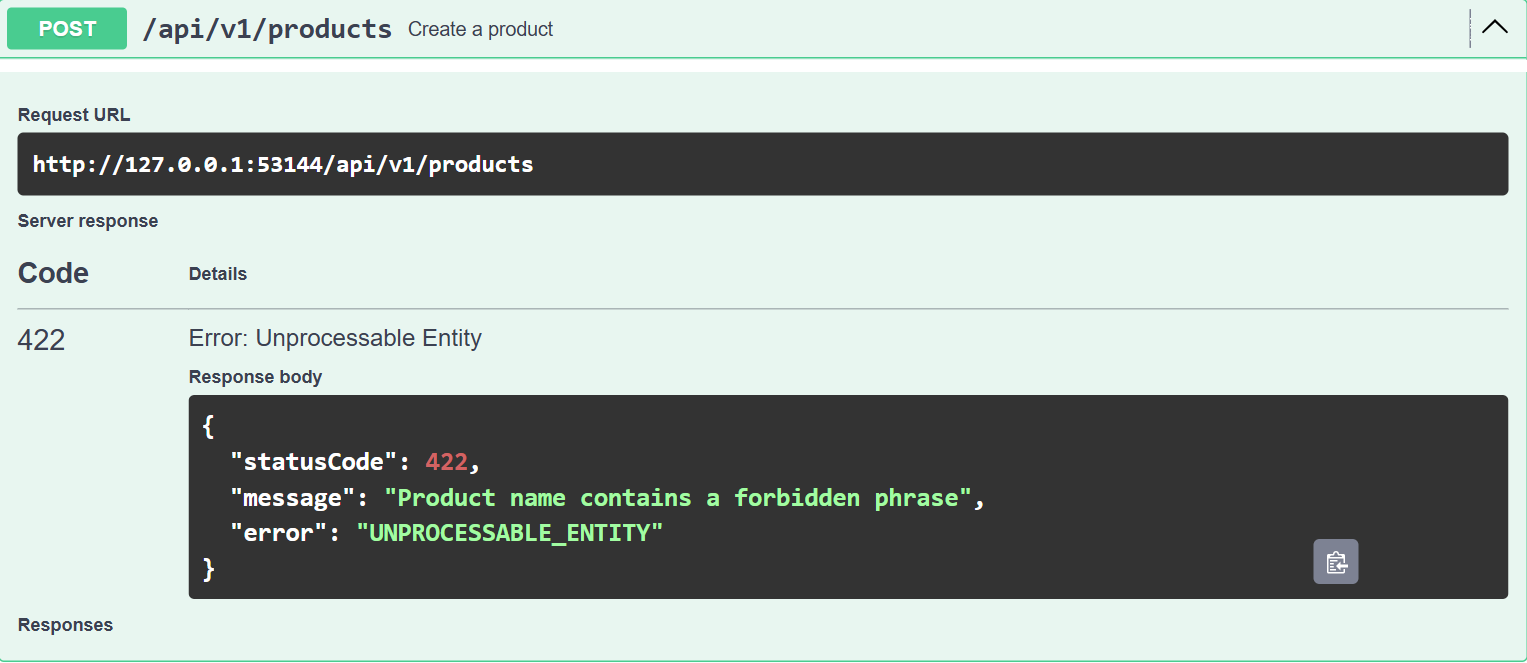 POST /api/v1/products Create a product
Request URL
http://127.0.0.1:53144/api/v1/products
Server response
Code Details
422 Error: Unprocessable Entity
Response body
{
  "statusCode": 422,
  "message": "Product name contains a forbidden phrase",
  "error": "UNPROCESSABLE_ENTITY"
}
Responses